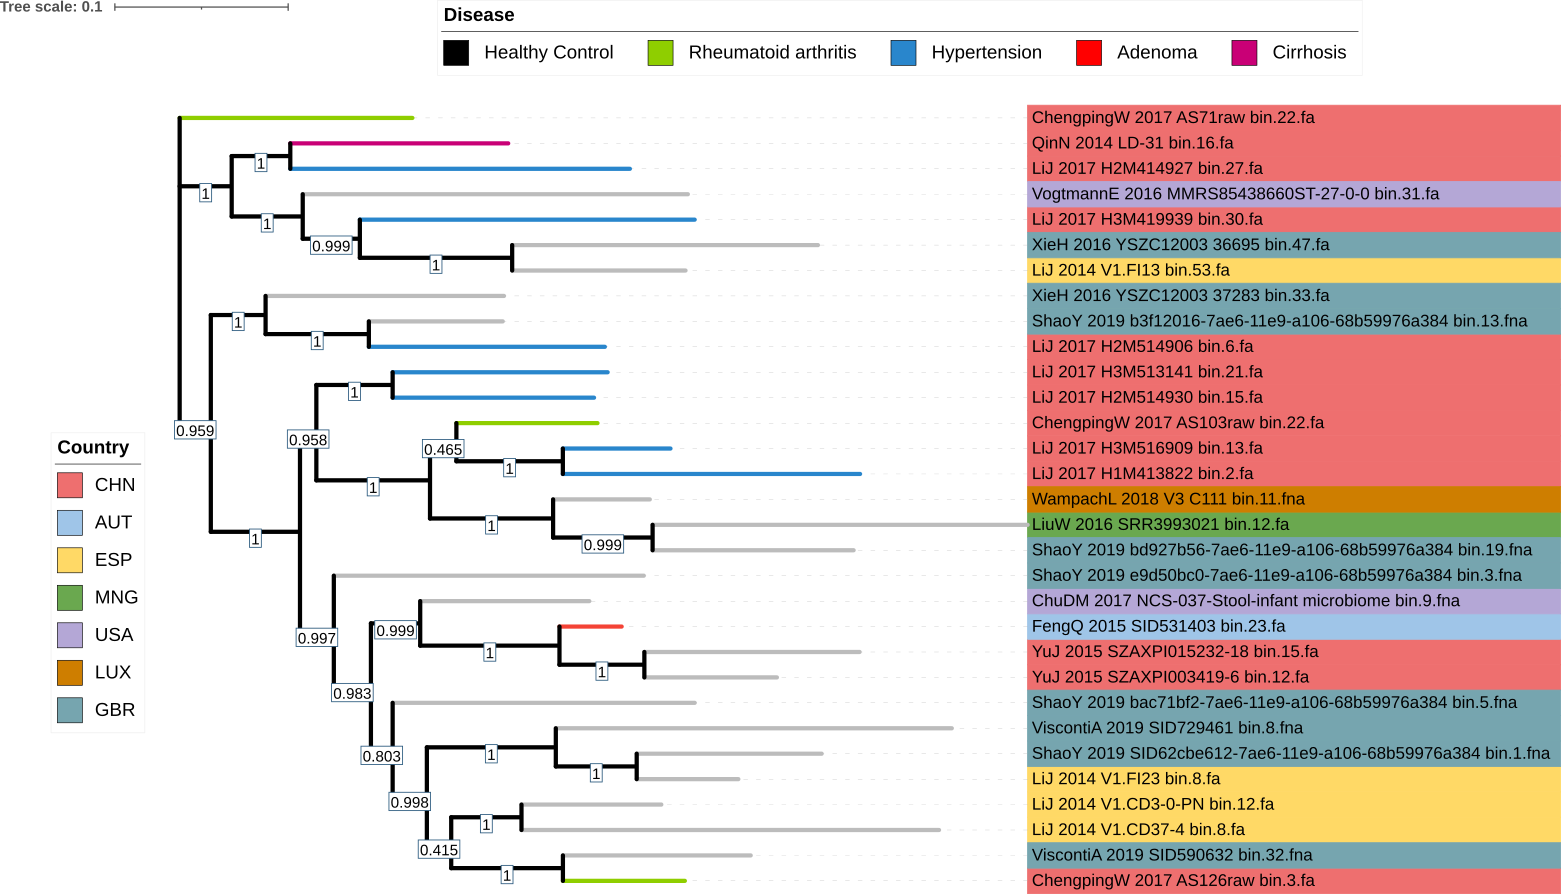 Tree scale: 0.1
Disease
Healthy Control Rheumatoid arthritis Hypertension Adenoma Cirrhosis
ChengpingW 2017 AS71raw bin.22.fa
QinN 2014 LD-31 bin.16.fa
1
LiJ 2017 H2M414927 bin.27.fa
1
VogtmannE 2016 MMRS85438660ST-27-0-0 bin.31.fa
1
LiJ 2017 H3M419939 bin.30.fa
0.999
XieH 2016 YSZC12003 36695 bin.47.fa
1
LiJ 2014 V1.FI13 bin.53.fa
XieH 2016 YSZC12003 37283 bin.33.fa
1
ShaoY 2019 b3f12016-7ae6-11e9-a106-68b59976a384 bin.13.fna
1
LiJ 2017 H2M514906 bin.6.fa
LiJ 2017 H3M513141 bin.21.fa
1
LiJ 2017 H2M514930 bin.15.fa
ChengpingW 2017 AS103raw bin.22.fa
0.959
0.958
0.465
LiJ 2017 H3M516909 bin.13.fa
1
LiJ 2017 H1M413822 bin.2.fa
1
WampachL 2018 V3 C111 bin.11.fna
1
LiuW 2016 SRR3993021 bin.12.fa
1
0.999
ShaoY 2019 bd927b56-7ae6-11e9-a106-68b59976a384 bin.19.fna
ShaoY 2019 e9d50bc0-7ae6-11e9-a106-68b59976a384 bin.3.fna
ChuDM 2017 NCS-037-Stool-infant microbiome bin.9.fna
FengQ 2015 SID531403 bin.23.fa
0.997
0.999
1
YuJ 2015 SZAXPI015232-18 bin.15.fa
1
YuJ 2015 SZAXPI003419-6 bin.12.fa
0.983
ShaoY 2019 bac71bf2-7ae6-11e9-a106-68b59976a384 bin.5.fna
ViscontiA 2019 SID729461 bin.8.fna
0.803
1
ShaoY 2019 SID62cbe612-7ae6-11e9-a106-68b59976a384 bin.1.fna
1
LiJ 2014 V1.FI23 bin.8.fa
0.998
LiJ 2014 V1.CD3-0-PN bin.12.fa
1
LiJ 2014 V1.CD37-4 bin.8.fa
0.415
ViscontiA 2019 SID590632 bin.32.fna
1
ChengpingW 2017 AS126raw bin.3.fa
Country
CHN
AUT
ESP
MNG
USA
LUX
GBR